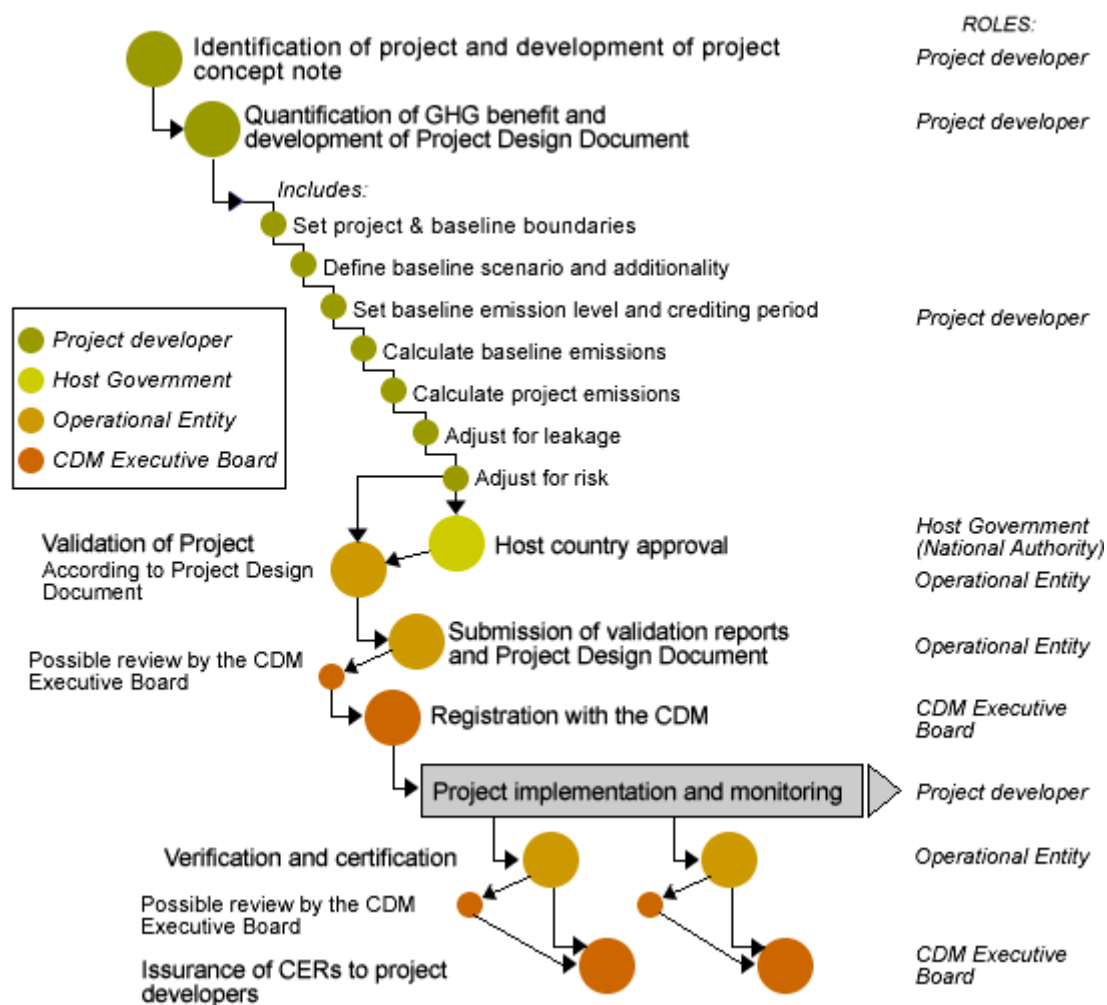 ROLES:
Identification of project and development of project
concept note
Project developer
Quantification of GHG benefit and
development of Project Design Document
Project developer
Includes:
Set project & baseline boundaries
Define baseline scenario and additionality
Set baseline emission level and crediting period
Project developer
Calculate baseline emissions
Calculate project emissions
Adjust for leakage
Adjust for risk
Project developer
Host Government
Operational Entity
CDM Executive Board
Host country approval
Host Government
(National Authority)
Validation of Project
According to Project Design
Document
Operational Entity
Submission of validation reports
and Project Design Document
Operational Entity
Possible review by the CDM
Executive Board
Registration with the CDM
CDM Executive
Board
Project implementation and monitoring
Project developer
Verification and certification
Operational Entity
Possible review by the CDM
Executive Board
Issurance of CERs to project
developers
CDM Executive
Board